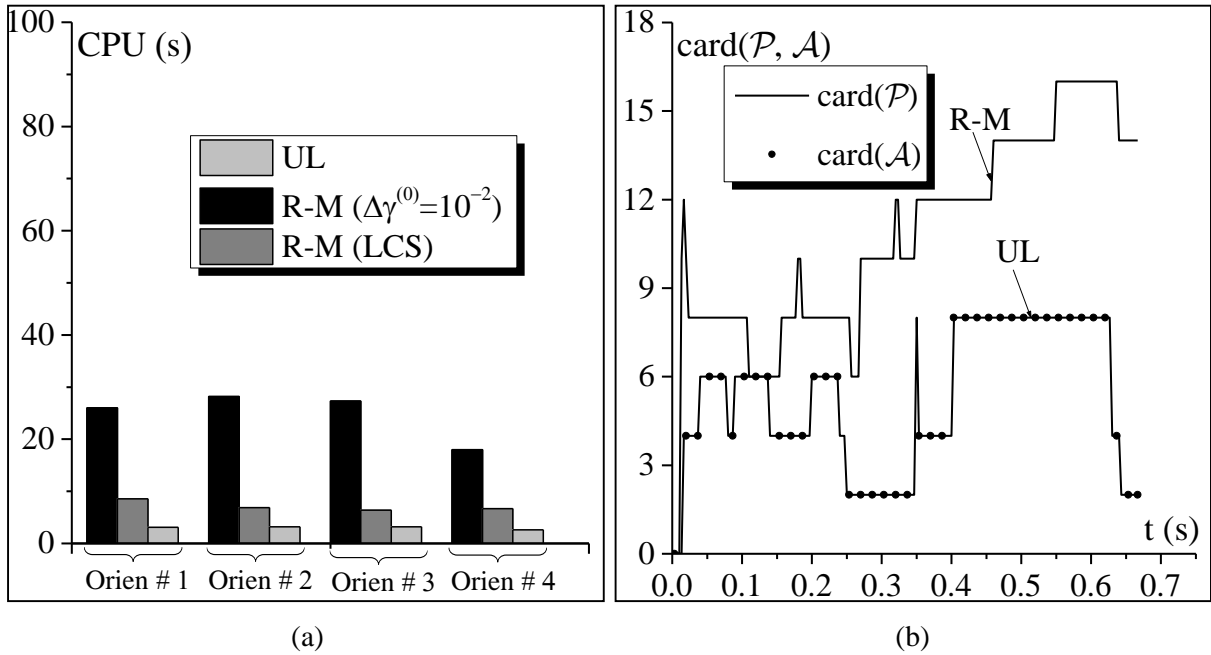 100
80
60
40
20
0
CPU (s)
UL
R-M (Δγ⁽⁰⁾=10⁻²)
R-M (LCS)
Orien # 1
Orien # 2
Orien # 3
Orien # 4
(a)
18
15
12
9
6
3
0
card(𝒫, 𝒜)
card(𝒫)
card(𝒜)
R-M
UL
t (s)
0.0 0.1 0.2 0.3 0.4 0.5 0.6 0.7
(b)